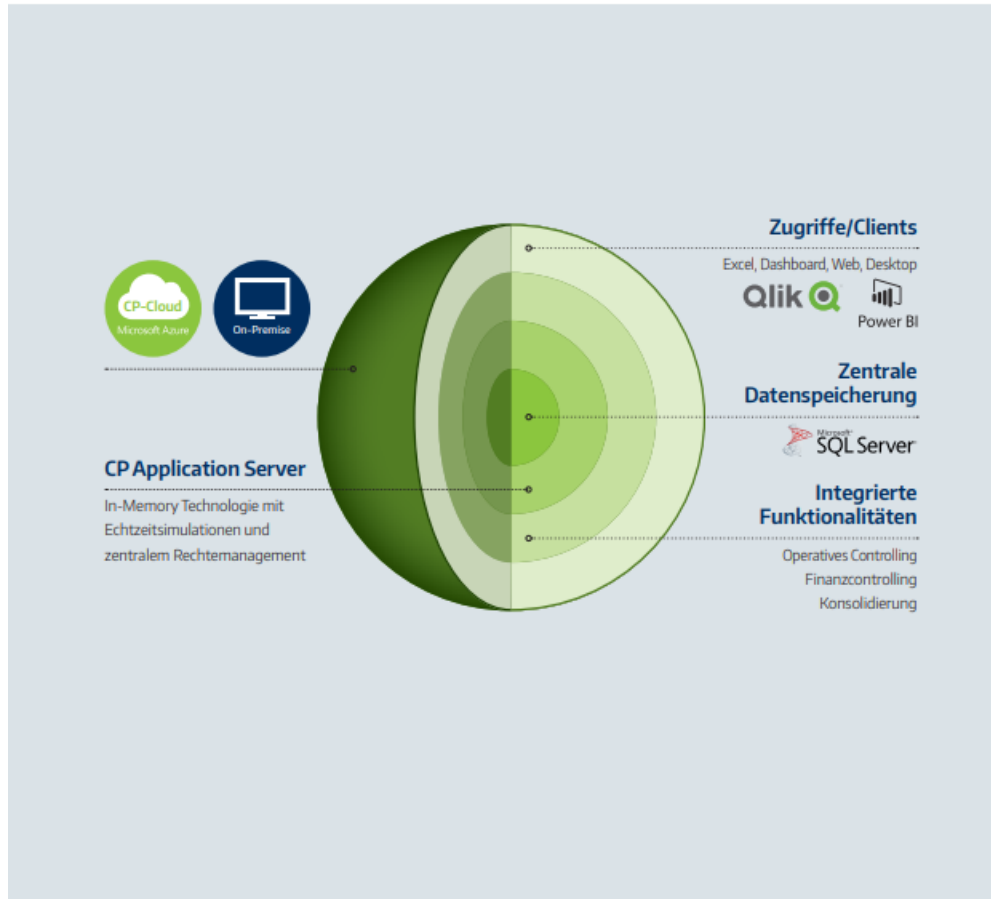 CP-Cloud
Microsoft Azure
On-Premise
CP Application Server
In-Memory Technologie mit
Echtzeitsimulationen und
zentralem Rechtemanagement
Zugriffe/Clients
Excel, Dashboard, Web, Desktop
Qlik
Power BI
Zentrale
Datenspeicherung
Microsoft
SQL Server
Integrierte
Funktionalitäten
Operatives Controlling
Finanzcontrolling
Konsolidierung